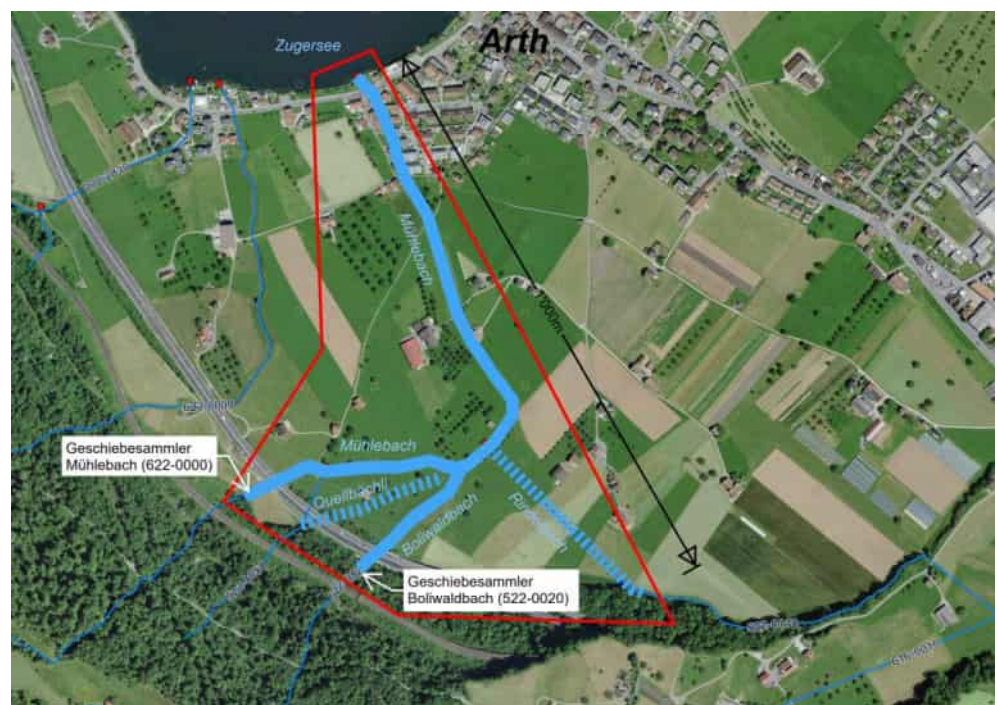 Zugersee
Arth
Mühlebach
Geschiebesammler
Mühlebach (622-0000)
Mühlebach
Quellbächli
Boliwaldbach
Geschiebesammler
Boliwaldbach (522-0020)